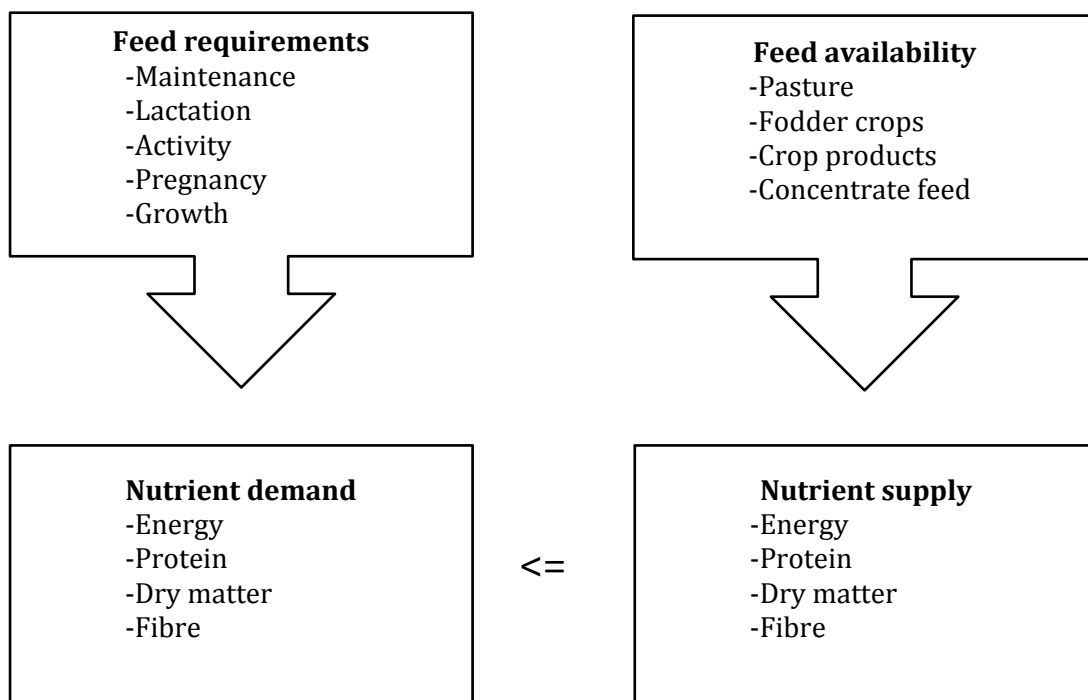 Feed requirements
-Maintenance
-Lactation
-Activity
-Pregnancy
-Growth
Feed availability
-Pasture
-Fodder crops
-Crop products
-Concentrate feed
Nutrient demand
-Energy
-Protein
-Dry matter
-Fibre
<=
Nutrient supply
-Energy
-Protein
-Dry matter
-Fibre